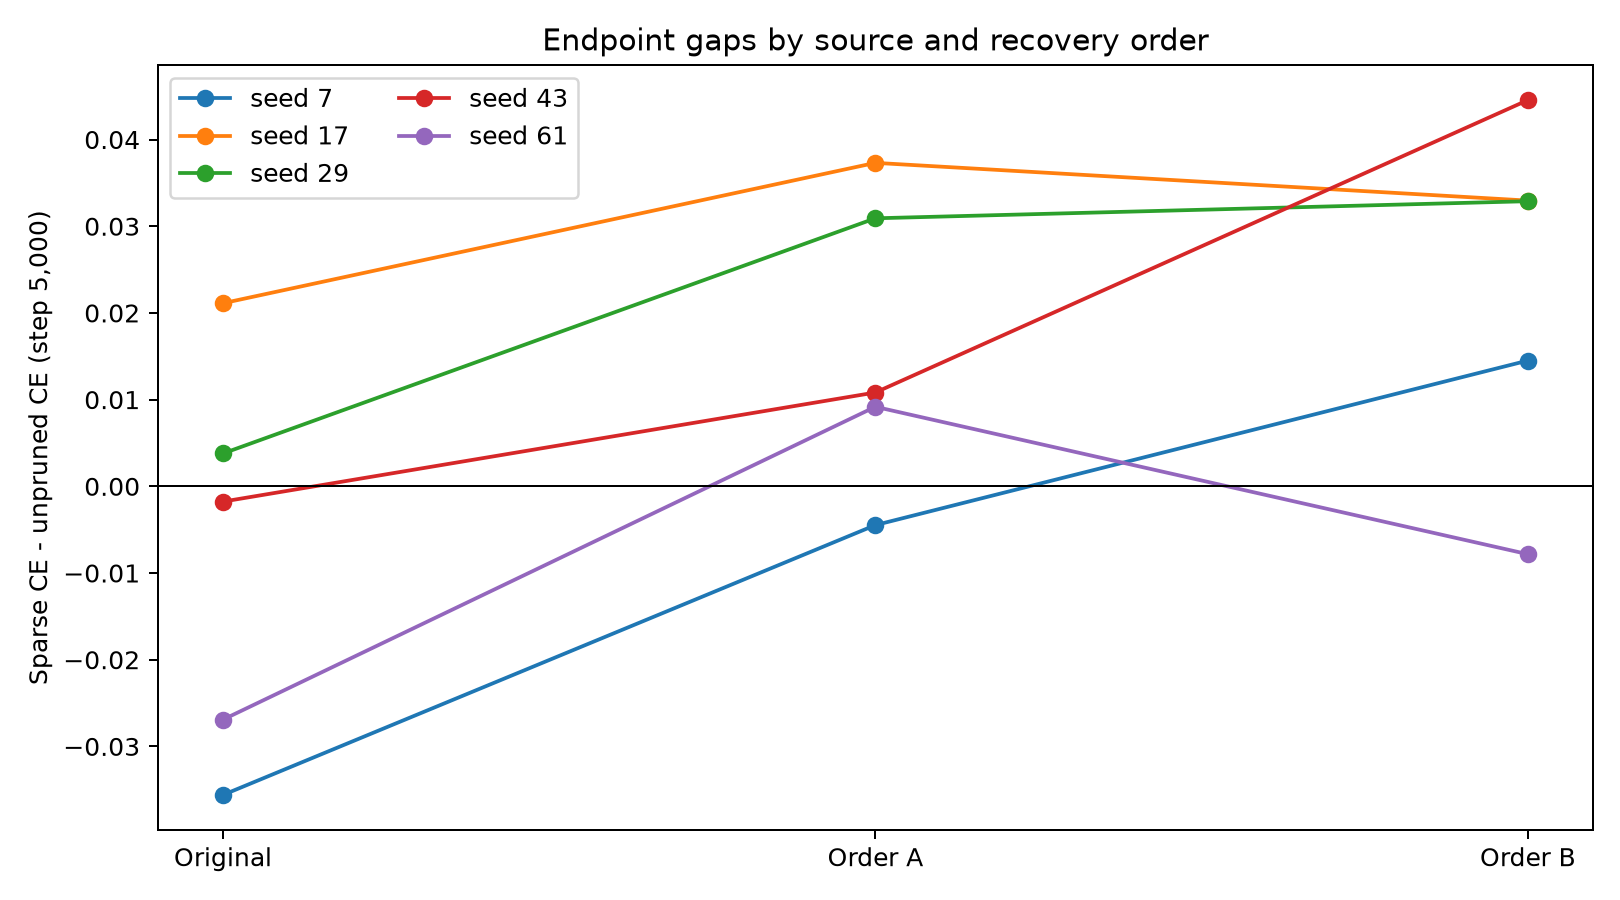 Endpoint gaps by source and recovery order
seed 7
seed 17
seed 29
seed 43
seed 61
Sparse CE - unpruned CE (step 5,000)
0.04
0.03
0.02
0.01
0.00
−0.01
−0.02
−0.03
Original
Order A
Order B